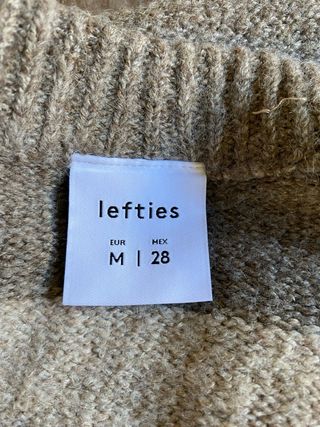 lefties
EUR MEX
M | 28